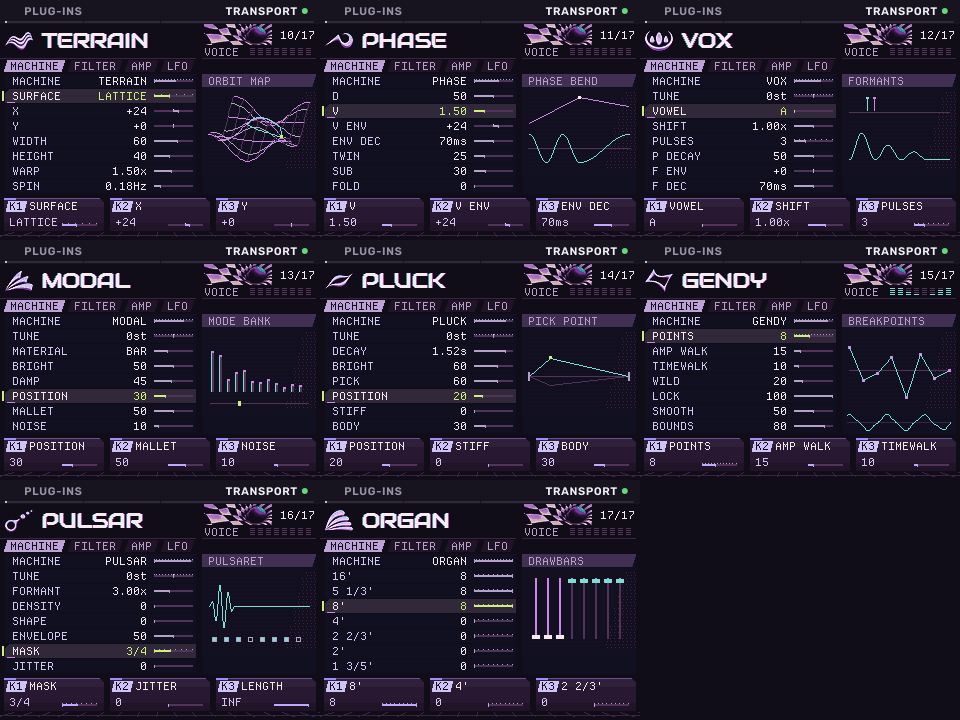 PLUG-INS TRANSPORT
TERRAIN 10/17
VOICE
MACHINE FILTER AMP LFO
MACHINE TERRAIN
SURFACE LATTICE
X +24
Y +0
WIDTH 60
HEIGHT 40
WARP 1.50x
SPIN 0.18Hz
ORBIT MAP
K1 SURFACE K2 X K3 Y
LATTICE +24 +0
PLUG-INS TRANSPORT
PHASE 11/17
VOICE
MACHINE FILTER AMP LFO
MACHINE PHASE
D 50
V 1.50
V ENV +24
ENV DEC 70ms
TWIN 25
SUB 30
FOLD 0
PHASE BEND
K1 V K2 V ENV K3 ENV DEC
1.50 +24 70ms
PLUG-INS TRANSPORT
VOX 12/17
VOICE
MACHINE FILTER AMP LFO
MACHINE VOX
TUNE 0st
VOWEL A
SHIFT 1.00x
PULSES 3
P DECAY 50
F ENV +0
F DEC 70ms
FORMANTS
K1 VOWEL K2 SHIFT K3 PULSES
A 1.00x 3
PLUG-INS TRANSPORT
MODAL 13/17
VOICE
MACHINE FILTER AMP LFO
MACHINE MODAL
TUNE 0st
MATERIAL BAR
BRIGHT 50
DAMP 45
POSITION 30
MALLET 50
NOISE 10
MODE BANK
K1 POSITION K2 MALLET K3 NOISE
30 50 10
PLUG-INS TRANSPORT
PLUCK 14/17
VOICE
MACHINE FILTER AMP LFO
MACHINE PLUCK
TUNE 0st
DECAY 1.52s
BRIGHT 60
PICK 60
POSITION 20
STIFF 0
BODY 30
PICK POINT
K1 POSITION K2 STIFF K3 BODY
20 0 30
PLUG-INS TRANSPORT
GENDY 15/17
VOICE
MACHINE FILTER AMP LFO
MACHINE GENDY
POINTS 8
AMP WALK 15
TIMEWALK 10
WILD 20
LOCK 100
SMOOTH 50
BOUNDS 80
BREAKPOINTS
K1 POINTS K2 AMP WALK K3 TIMEWALK
8 15 10
PLUG-INS TRANSPORT
PULSAR 16/17
VOICE
MACHINE FILTER AMP LFO
MACHINE PULSAR
TUNE 0st
FORMANT 3.00x
DENSITY 0
SHAPE 0
ENVELOPE 50
MASK 3/4
JITTER 0
PULSARET
K1 MASK K2 JITTER K3 LENGTH
3/4 0 INF
PLUG-INS TRANSPORT
ORGAN 17/17
VOICE
MACHINE FILTER AMP LFO
MACHINE ORGAN
16' 8
5 1/3' 8
8' 8
4' 0
2 2/3' 0
2' 0
1 3/5' 0
DRAWBARS
K1 8' K2 4' K3 2 2/3'
8 0 0